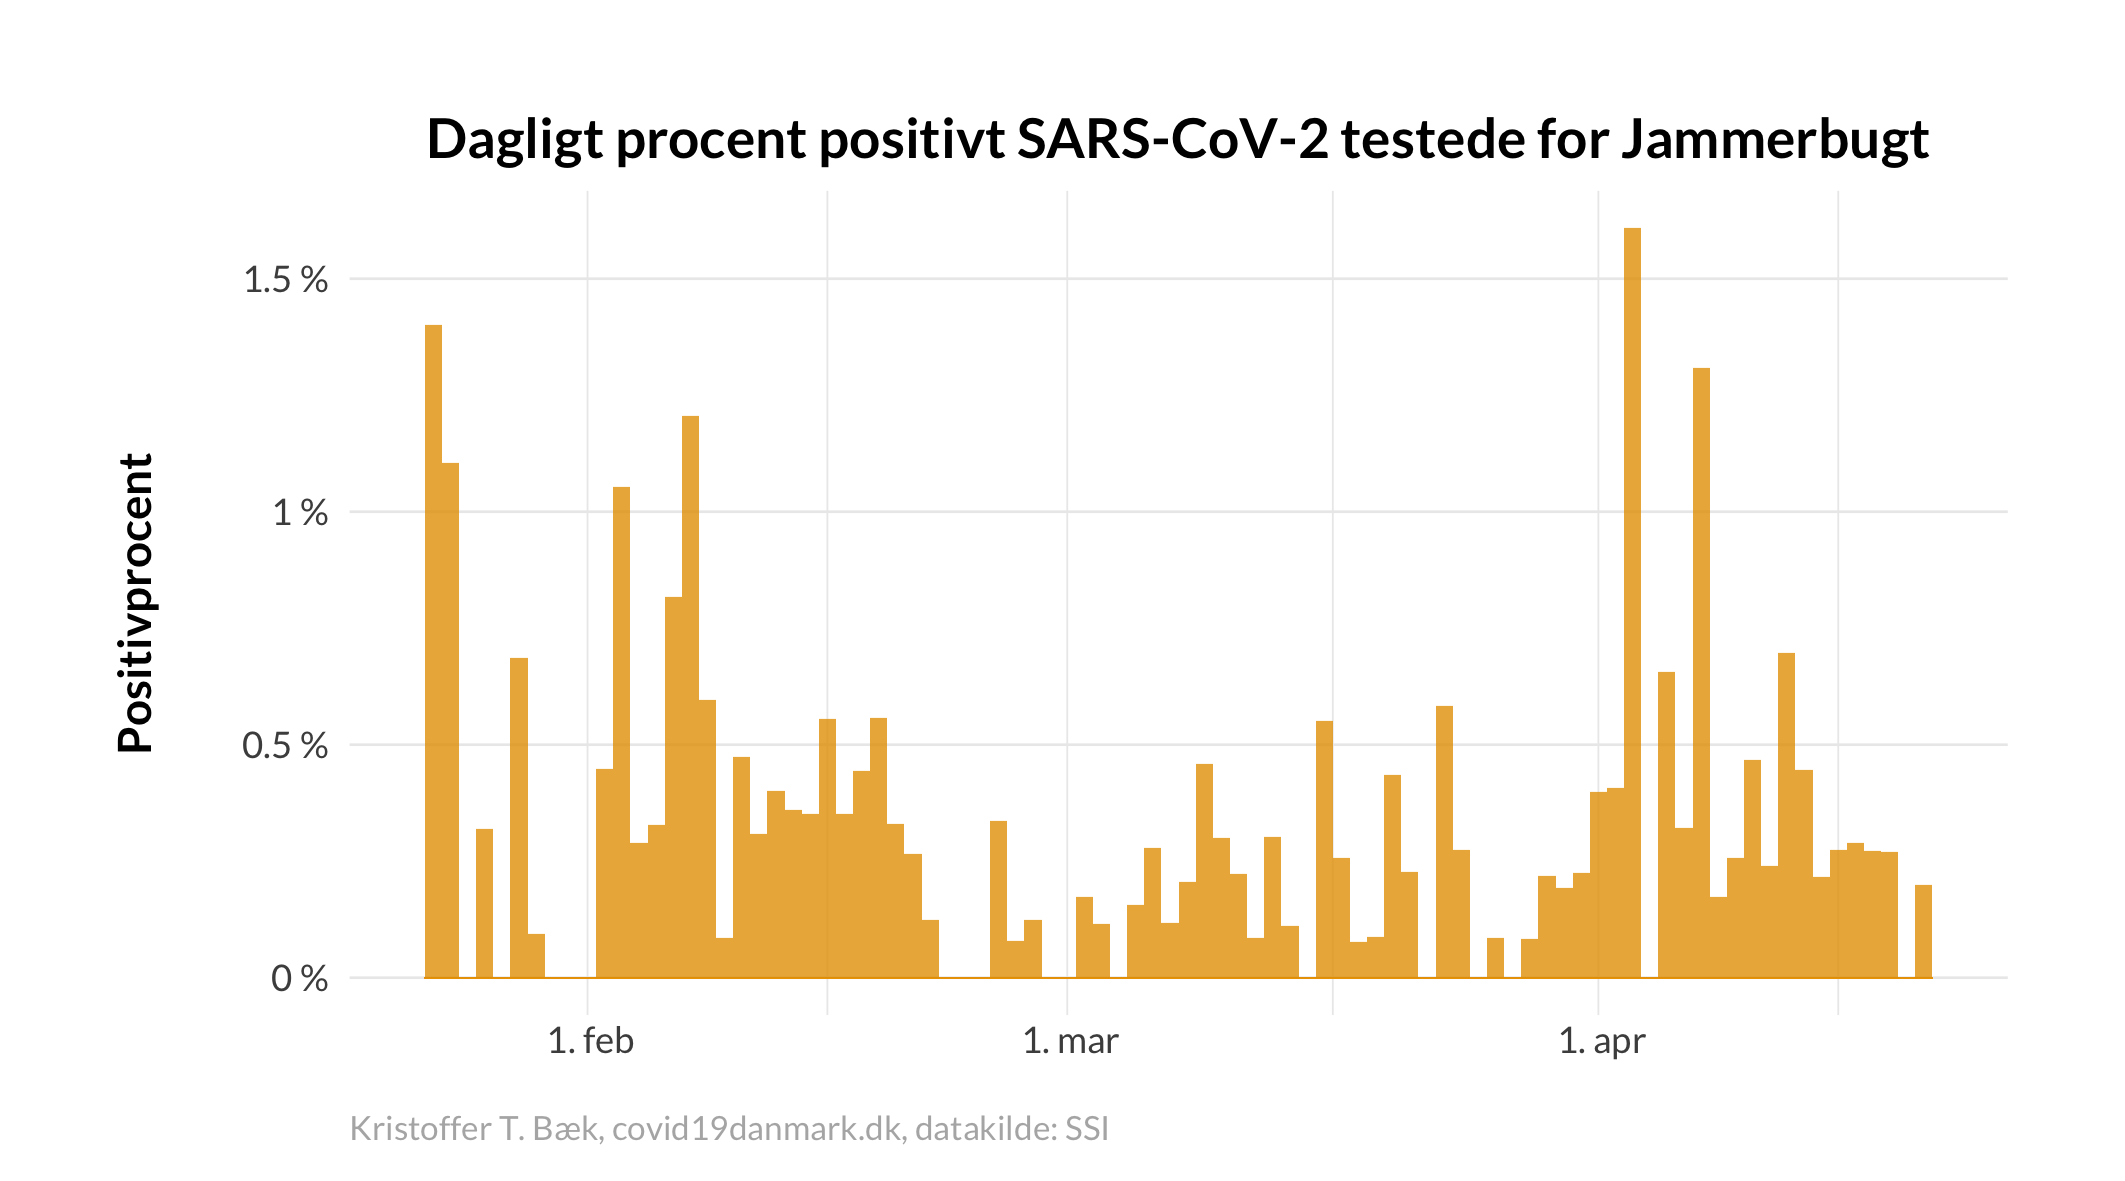 Dagligt procent positivt SARS-CoV-2 testede for Jammerbugt
Positivprocent
1.5 %
1 %
0.5 %
0 %
1. feb
1. mar
1. apr
Kristoffer T. Bæk, covid19danmark.dk, datakilde: SSI